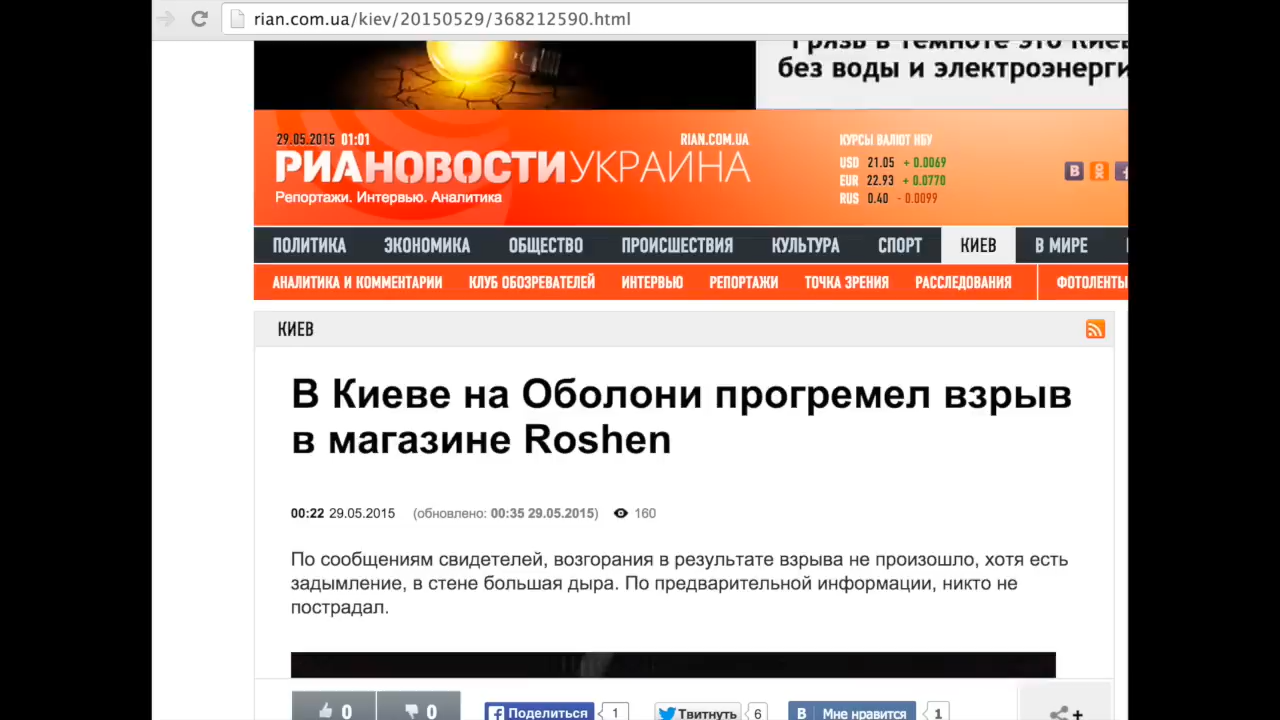 rian.com.ua/kiev/20150529/368212590.html
Грязь в темноте это Киев
без воды и электроэнерги
29.05.2015 01:01
RIAN.COM.UA
РИАНОВОСТИУКРАИНА
Репортажи. Интервью. Аналитика
КУРСЫ ВАЛЮТ НБУ
USD 21.05 + 0.0069
EUR 22.93 + 0.0770
RUS 0.40 - 0.0099
ПОЛИТИКА ЭКОНОМИКА ОБЩЕСТВО ПРОИСШЕСТВИЯ КУЛЬТУРА СПОРТ КИЕВ В МИРЕ
АНАЛИТИКА И КОММЕНТАРИИ КЛУБ ОБОЗРЕВАТЕЛЕЙ ИНТЕРВЬЮ РЕПОРТАЖИ ТОЧКА ЗРЕНИЯ РАССЛЕДОВАНИЯ ФОТОЛЕНТЫ
КИЕВ
В Киеве на Оболони прогремел взрыв
в магазине Roshen
00:22 29.05.2015 (обновлено: 00:35 29.05.2015) 160
По сообщениям свидетелей, возгорания в результате взрыва не произошло, хотя есть
задымление, в стене большая дыра. По предварительной информации, никто не
пострадал.
0 0 Поделиться 1 Твитнуть 6 В Мне нравится 1 +